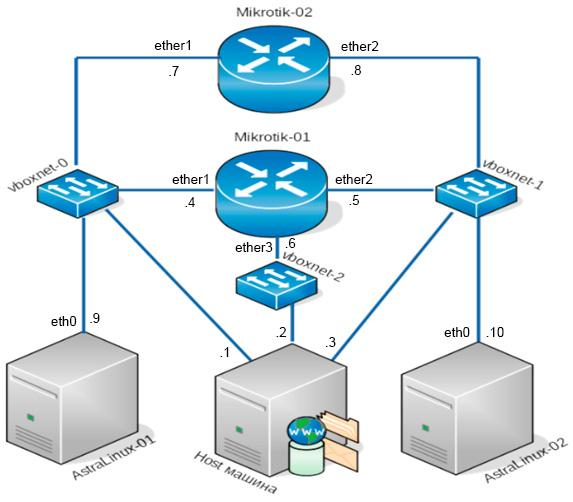 Mikrotik-02
ether1
ether2
.7
.8
Mikrotik-01
vboxnet-0
vboxnet-1
ether1
ether2
.4
.5
ether3
.6
vboxnet-2
eth0
.9
.1
.2
.3
eth0
.10
www
AstraLinux-01
Host машина
AstraLinux-02